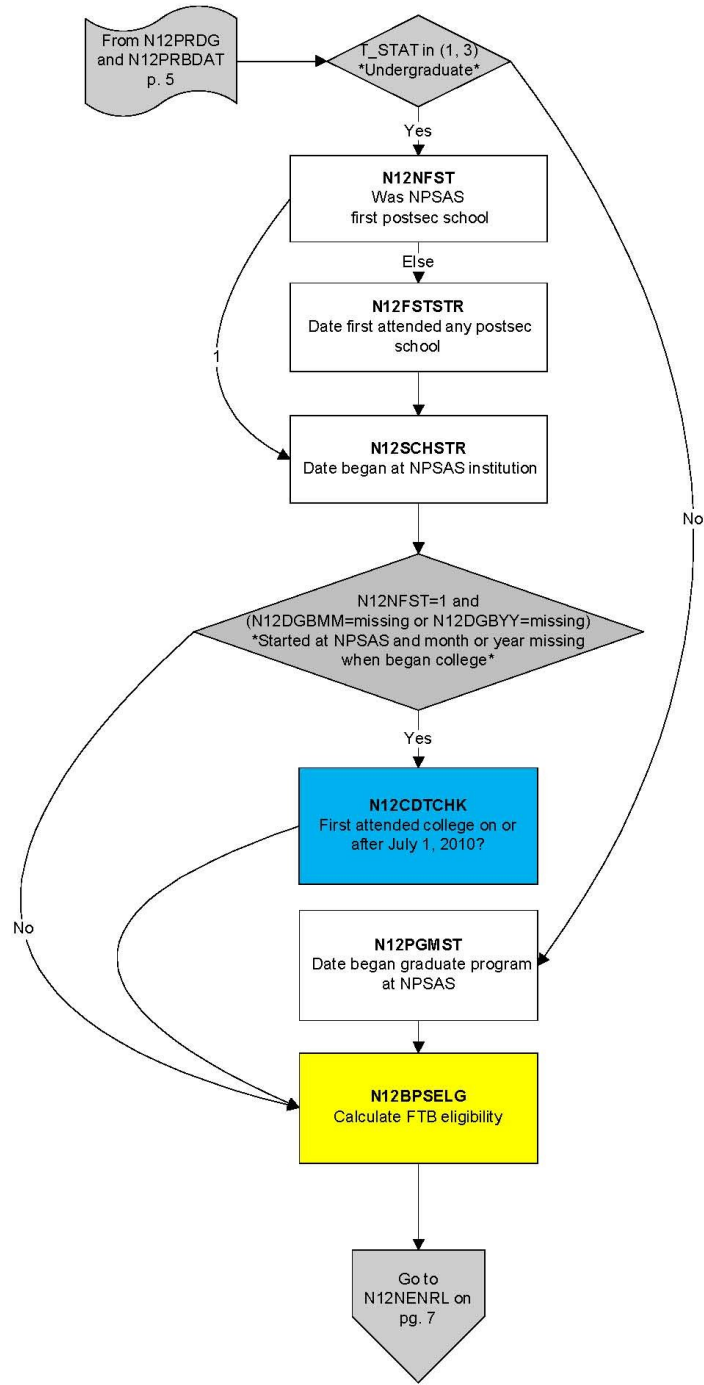 From N12PRDG
and N12PRBDAT
p. 5
T_STAT in (1, 3)
*Undergraduate*
Yes
N12NFST
Was NPSAS
first postsec school
Else
N12FSTSTR
Date first attended any postsec
school
1
N12SCHSTR
Date began at NPSAS institution
No
N12NFST=1 and
(N12DGBMM=missing or N12DGBYY=missing)
*Started at NPSAS and month or year missing
when began college*
Yes
N12CDTCHK
First attended college on or
after July 1, 2010?
No
N12PGMST
Date began graduate program
at NPSAS
N12BPSELG
Calculate FTB eligibility
Go to
N12NENRL on
pg. 7